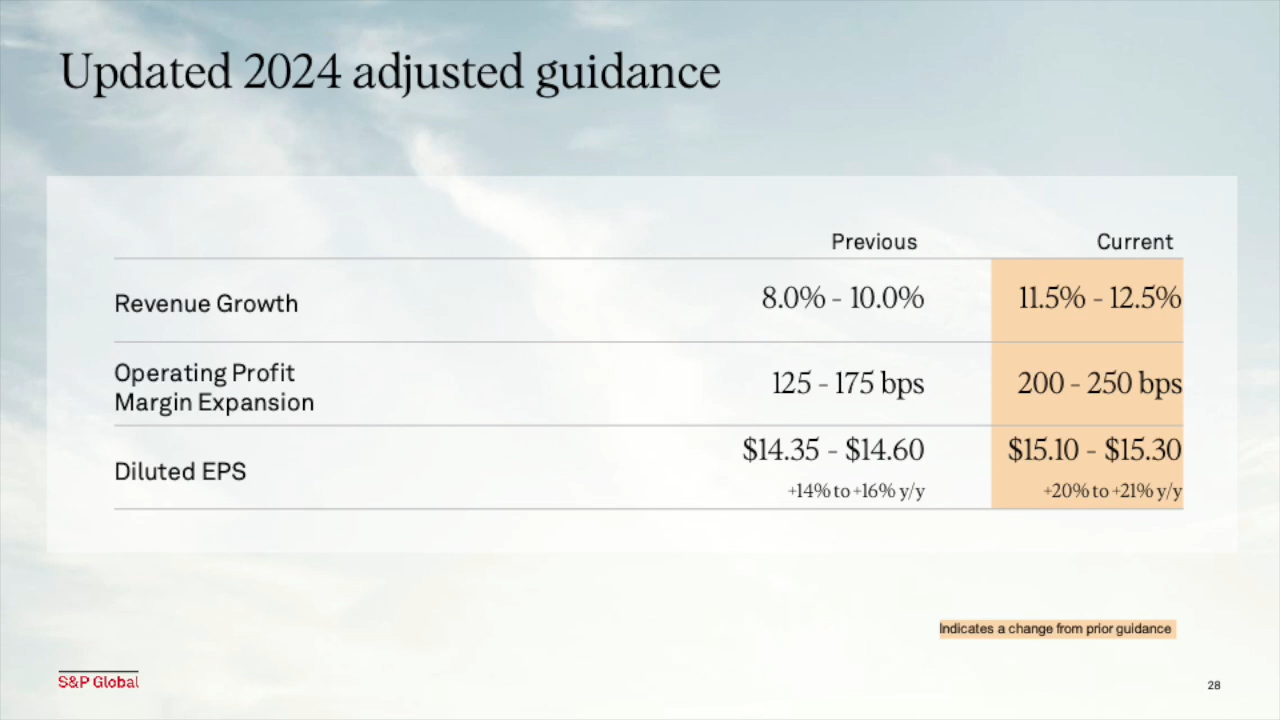 Updated 2024 adjusted guidance
Previous Current
Revenue Growth 8.0% - 10.0% 11.5% - 12.5%
Operating Profit
Margin Expansion 125 - 175 bps 200 - 250 bps
Diluted EPS $14.35 - $14.60 $15.10 - $15.30
+14% to +16% y/y +20% to +21% y/y
Indicates a change from prior guidance
S&P Global
28